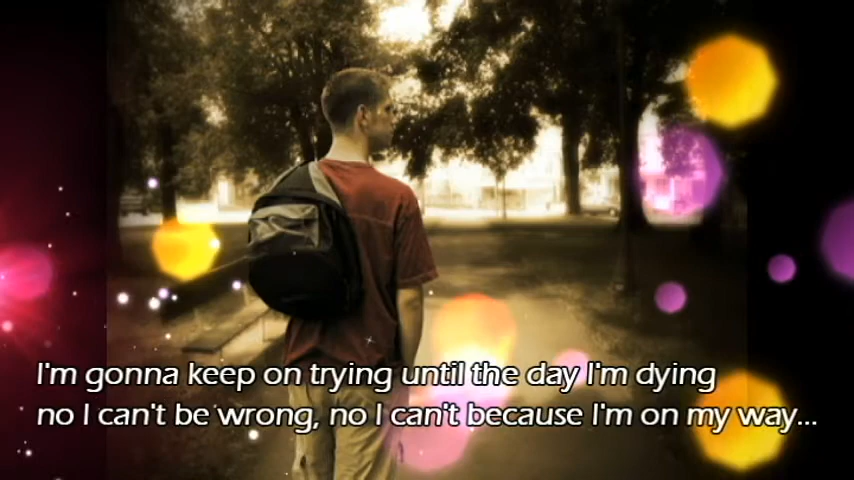 I'm gonna keep on trying until the day I'm dying
no I can't be wrong, no I can't because I'm on my way...